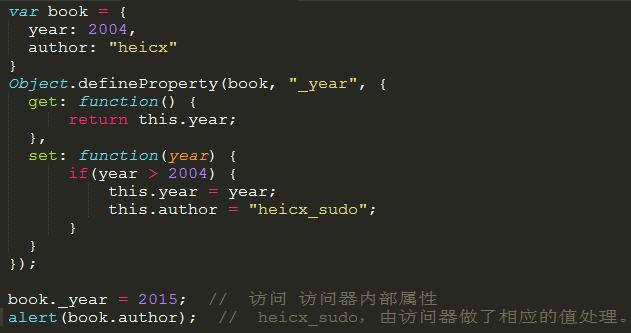 var book = {
  year: 2004,
  author: "heicx"
}
Object.defineProperty(book, "_year", {
  get: function() {
      return this.year;
  },
  set: function(year) {
      if(year > 2004) {
          this.year = year;
          this.author = "heicx_sudo";
      }
  }
});

book._year = 2015;  //  访问 访问器内部属性
alert(book.author);  //  heicx_sudo，由访问器做了相应的值处理。